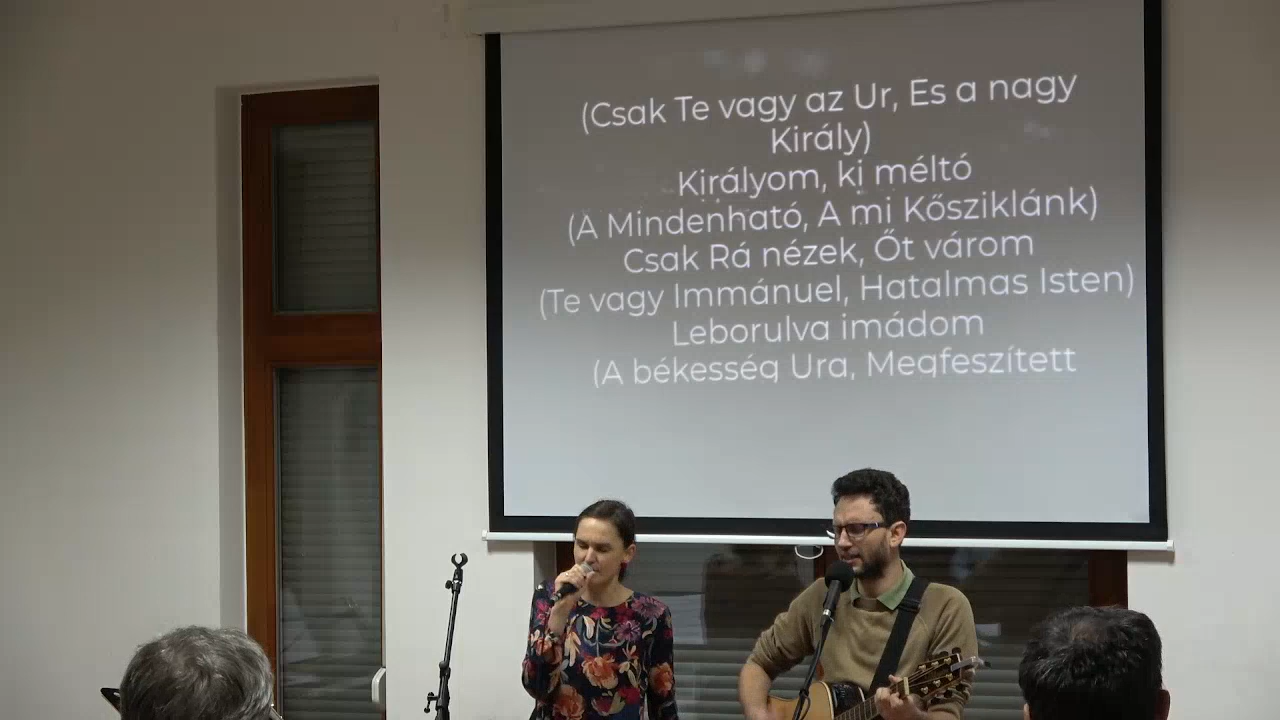 (Csak Te vagy az Ur, Es a nagy
Király)
Királyom, ki méltó
(A Mindenható, A mi Kősziklánk)
Csak Rá nézek, Őt várom
(Te vagy Immánuel, Hatalmas Isten)
Leborulva imádom
(A békesség Ura, Megfeszített